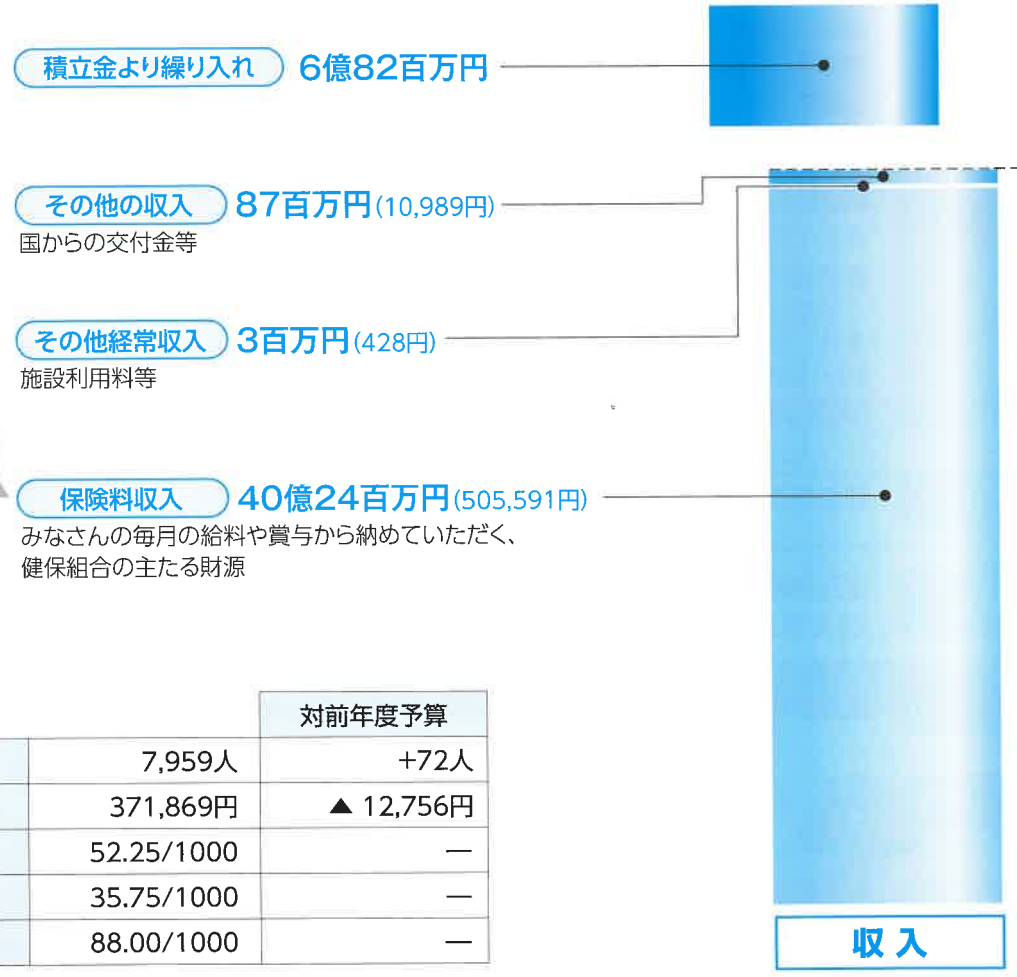 積立金より繰り入れ 6億82百万円
その他の収入 87百万円(10,989円)
国からの交付金等
その他経常収入 3百万円(428円)
施設利用料等
保険料収入 40億24百万円(505,591円)
みなさんの毎月の給料や賞与から納めていただく、
健保組合の主たる財源
対前年度予算
7,959人 +72人
371,869円 ▲ 12,756円
52.25/1000 —
35.75/1000 —
88.00/1000 —
収入